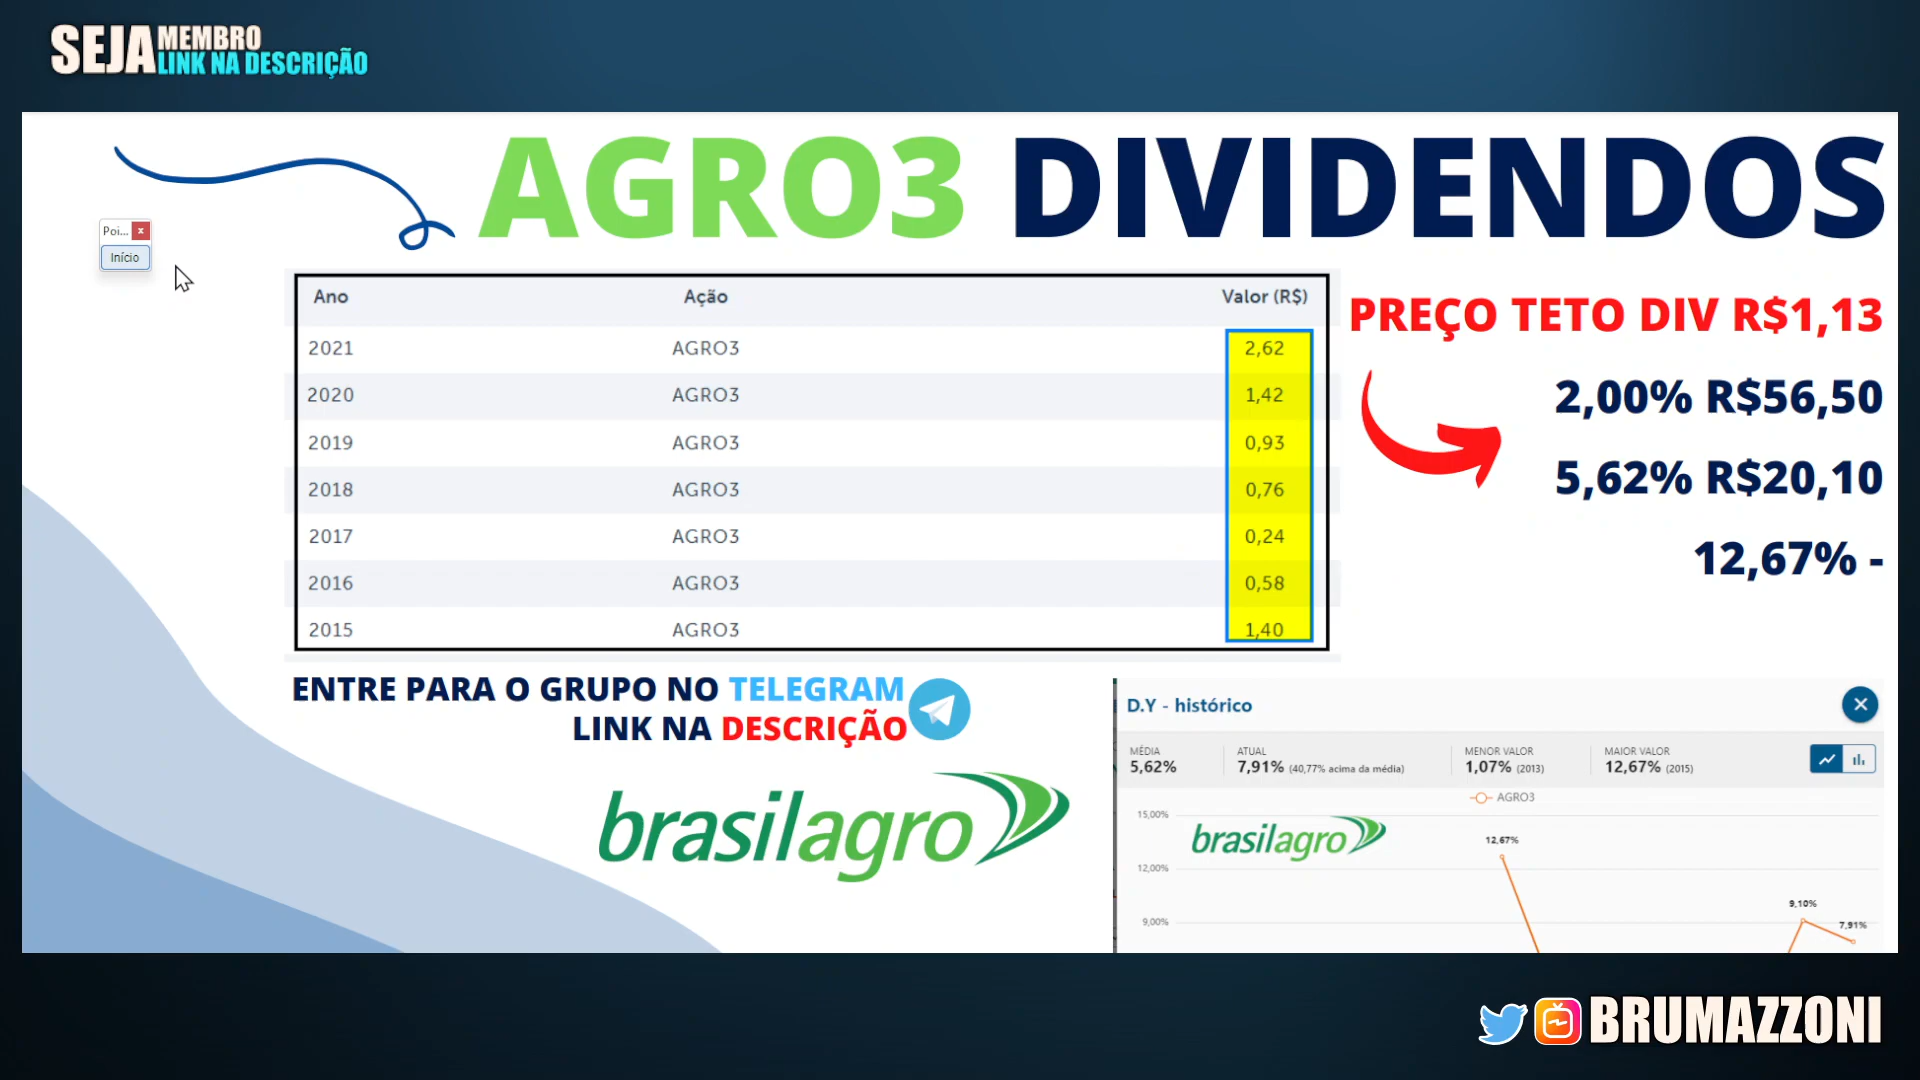 SEJA MEMBRO
LINK NA DESCRIÇÃO
AGRO3 DIVIDENDOS
Poi... x
Início
Ano Ação Valor (R$)
2021 AGRO3 2,62
2020 AGRO3 1,42
2019 AGRO3 0,93
2018 AGRO3 0,76
2017 AGRO3 0,24
2016 AGRO3 0,58
2015 AGRO3 1,40
PREÇO TETO DIV R$1,13
2,00% R$56,50
5,62% R$20,10
12,67% -
ENTRE PARA O GRUPO NO TELEGRAM
LINK NA DESCRIÇÃO
brasilagro
D.Y - histórico
MÉDIA ATUAL MENOR VALOR MAIOR VALOR
5,62% 7,91% (40,77% acima da média) 1,07% (2013) 12,67% (2015)
AGRO3
15,00%
brasilagro
12,67%
12,00%
9,10%
9,00%
7,91%
BRUMAZZONI